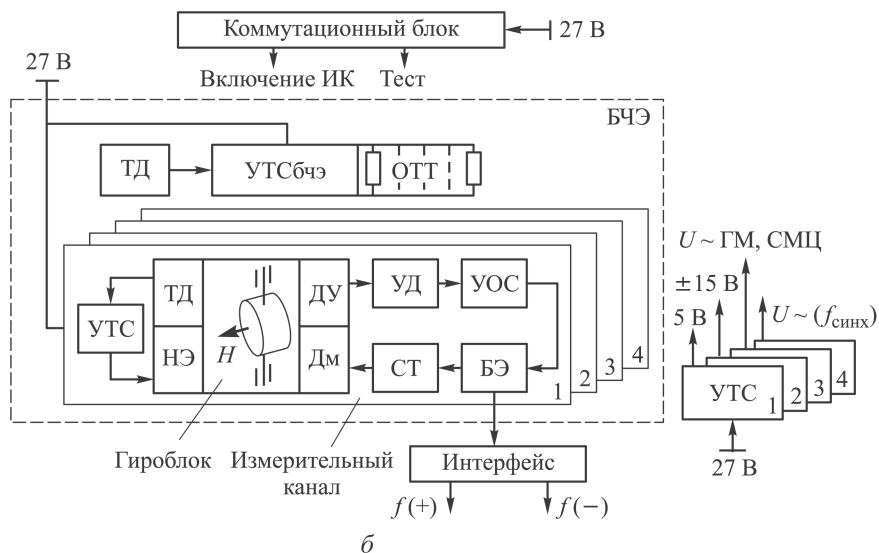 Коммутационный блок
27 В
27 В
Включение ИК
Тест
БЧЭ
ТД
УТСбчэ
ОТТ
ТД
ДУ
УД
УОС
УТС
НЭ
H
Дм
СТ
БЭ
1
2
3
4
Гироблок
Измерительный
канал
Интерфейс
f (+)
f (−)
U ~ ГМ, СМЦ
±15 В
5 В
U ~ (fсинх)
УТС
1
2
3
4
27 В
б